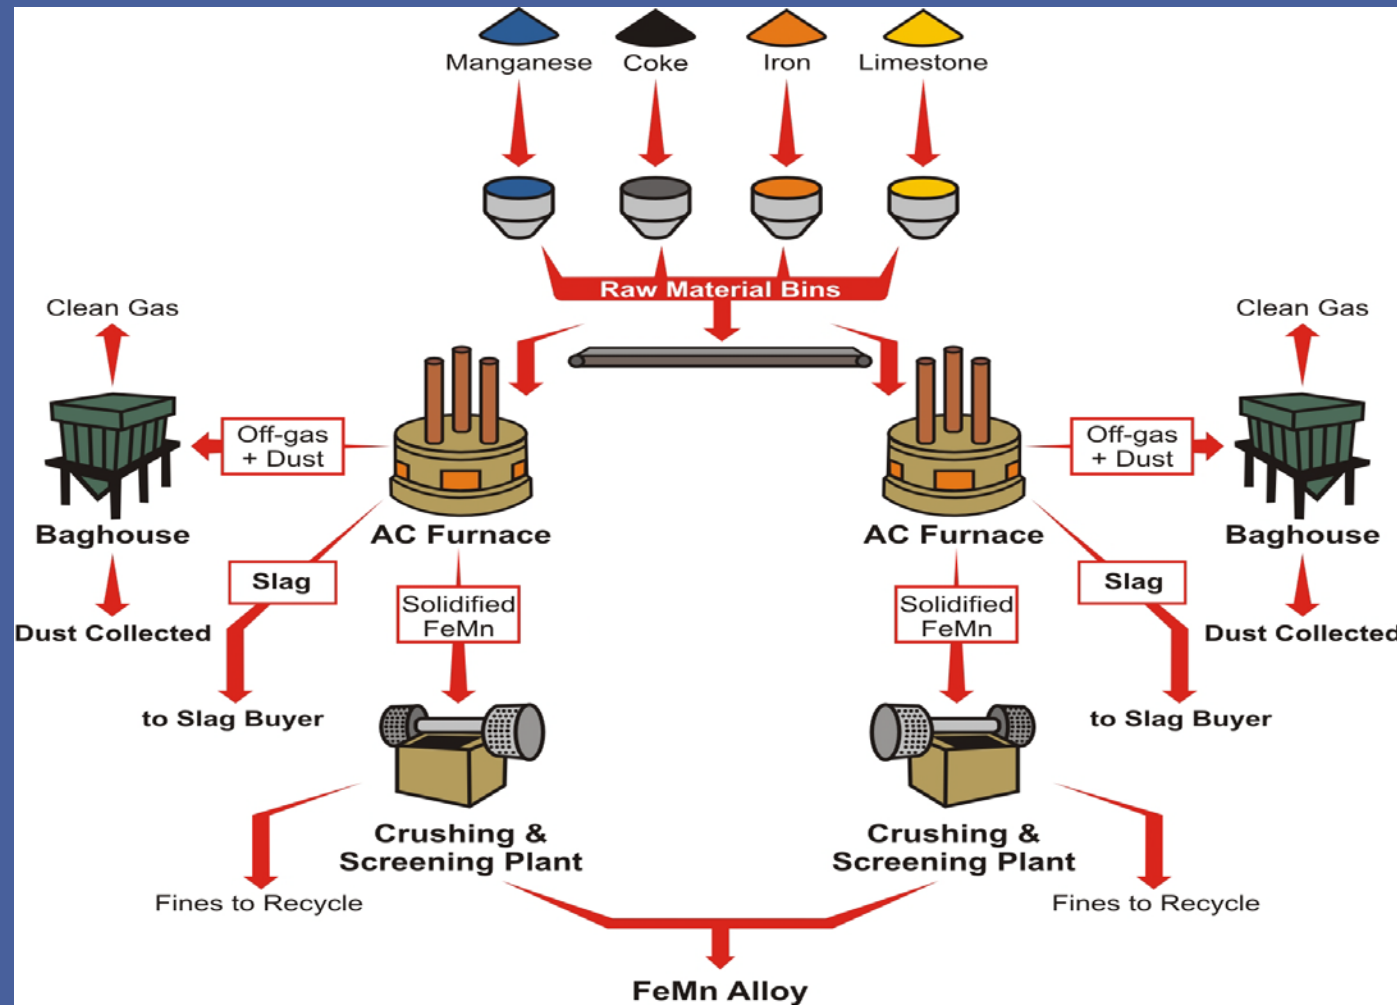 Manganese
Coke
Iron
Limestone
Raw Material Bins
Clean Gas
Clean Gas
Off-gas
+ Dust
Off-gas
+ Dust
Baghouse
AC Furnace
AC Furnace
Baghouse
Slag
Solidified
FeMn
Solidified
FeMn
Slag
Dust Collected
Dust Collected
to Slag Buyer
to Slag Buyer
Crushing &
Screening Plant
Crushing &
Screening Plant
Fines to Recycle
Fines to Recycle
FeMn Alloy